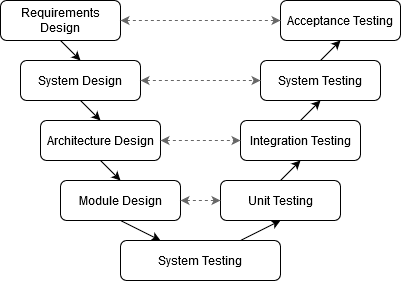 Requirements
Design
Acceptance Testing
System Design
System Testing
Architecture Design
Integration Testing
Module Design
Unit Testing
System Testing